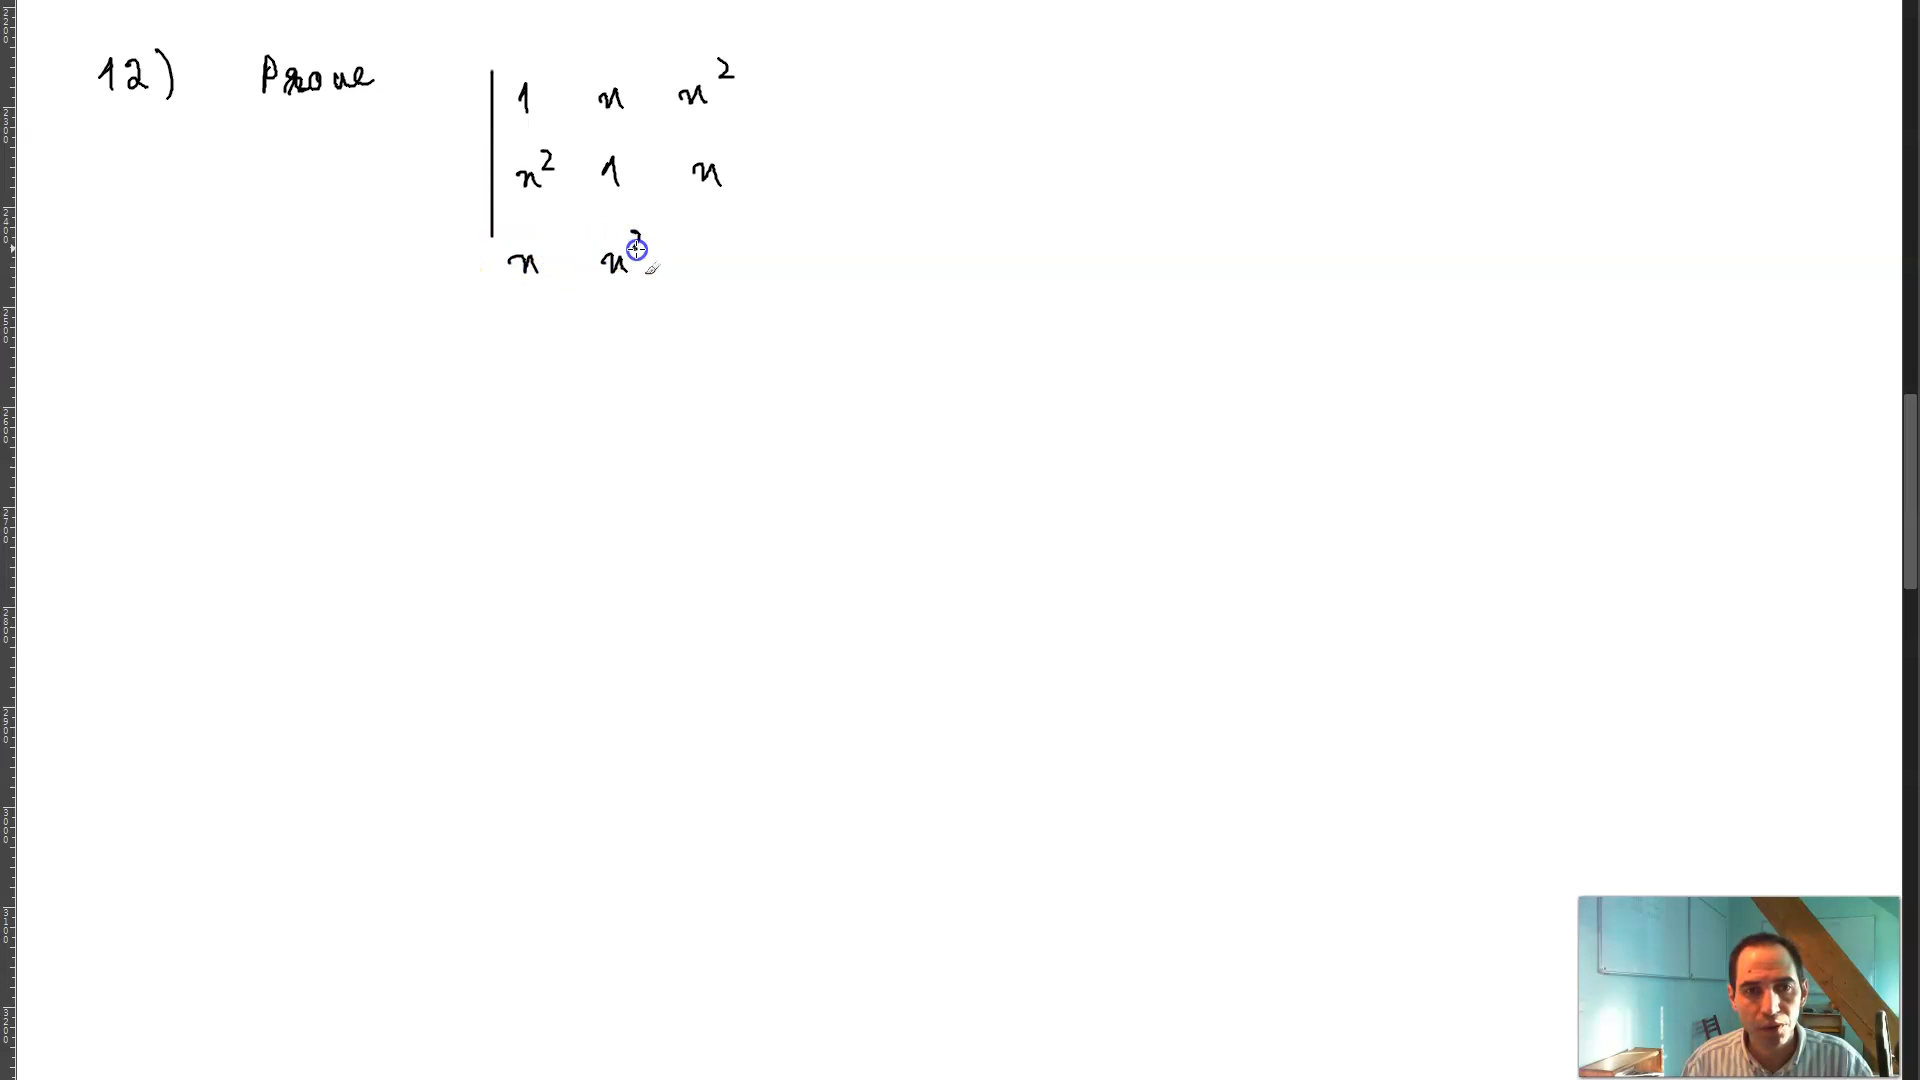 12) Prove | 1 x x²
x² 1 x
x x²